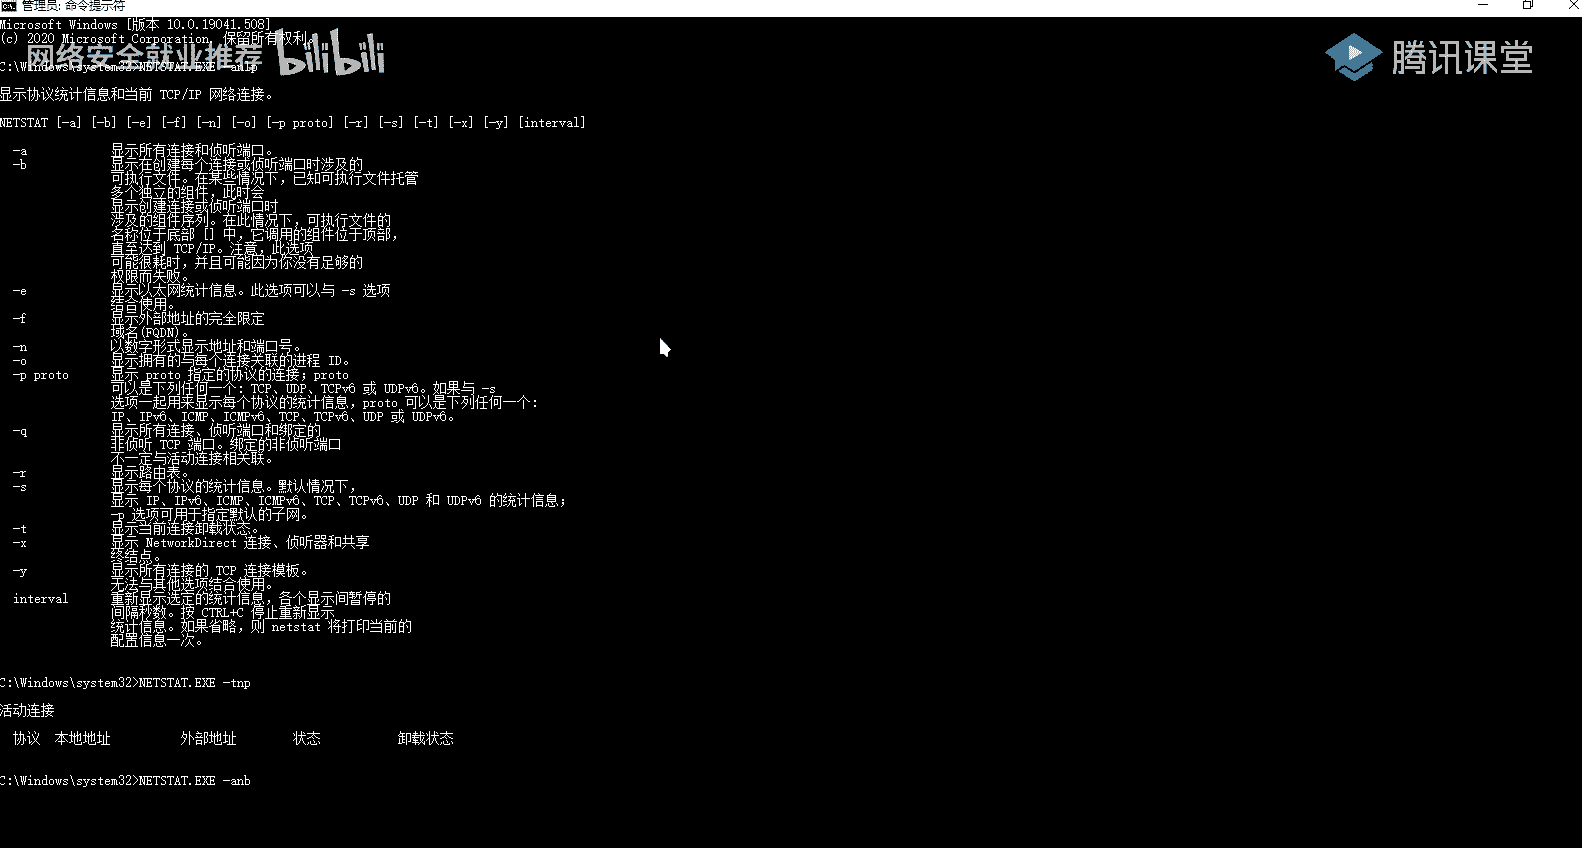 管理员: 命令提示符
Microsoft Windows [版本 10.0.19041.508]
(c) 2020 Microsoft Corporation. 保留所有权利。
网络安全就业推荐 bilibili
腾讯课堂
C:\Windows\system32>NETSTAT.EXE -anlp
显示协议统计信息和当前 TCP/IP 网络连接。
NETSTAT [-a] [-b] [-e] [-f] [-n] [-o] [-p proto] [-r] [-s] [-t] [-x] [-y] [interval]
-a 显示所有连接和侦听端口。
-b 显示在创建每个连接或侦听端口时涉及的
可执行文件。在某些情况下，已知可执行文件托管
多个独立的组件，此时会
显示创建连接或侦听端口时
涉及的组件序列。在此情况下，可执行文件的
名称位于底部 [] 中，它调用的组件位于顶部，
直至达到 TCP/IP。注意，此选项
可能很耗时，并且可能因为你没有足够的
权限而失败。
-e 显示以太网统计信息。此选项可以与 -s 选项
结合使用。
-f 显示外部地址的完全限定
域名(FQDN)。
-n 以数字形式显示地址和端口号。
-o 显示拥有的与每个连接关联的进程 ID。
-p proto 显示 proto 指定的协议的连接；proto
可以是下列任何一个: TCP、UDP、TCPv6 或 UDPv6。如果与 -s
选项一起用来显示每个协议的统计信息，proto 可以是下列任何一个:
IP、IPv6、ICMP、ICMPv6、TCP、TCPv6、UDP 或 UDPv6。
-q 显示所有连接、侦听端口和绑定的
非侦听 TCP 端口。绑定的非侦听端口
不一定与活动连接相关联。
-r 显示路由表。
-s 显示每个协议的统计信息。默认情况下，
显示 IP、IPv6、ICMP、ICMPv6、TCP、TCPv6、UDP 和 UDPv6 的统计信息；
-p 选项可用于指定默认的子网。
-t 显示当前连接卸载状态。
-x 显示 NetworkDirect 连接、侦听器和共享
终结点。
-y 显示所有连接的 TCP 连接模板。
无法与其他选项结合使用。
interval 重新显示选定的统计信息，各个显示间暂停的
间隔秒数。按 CTRL+C 停止重新显示
统计信息。如果省略，则 netstat 将打印当前的
配置信息一次。
C:\Windows\system32>NETSTAT.EXE -tnp
活动连接
协议 本地地址 外部地址 状态 卸载状态
C:\Windows\system32>NETSTAT.EXE -anb